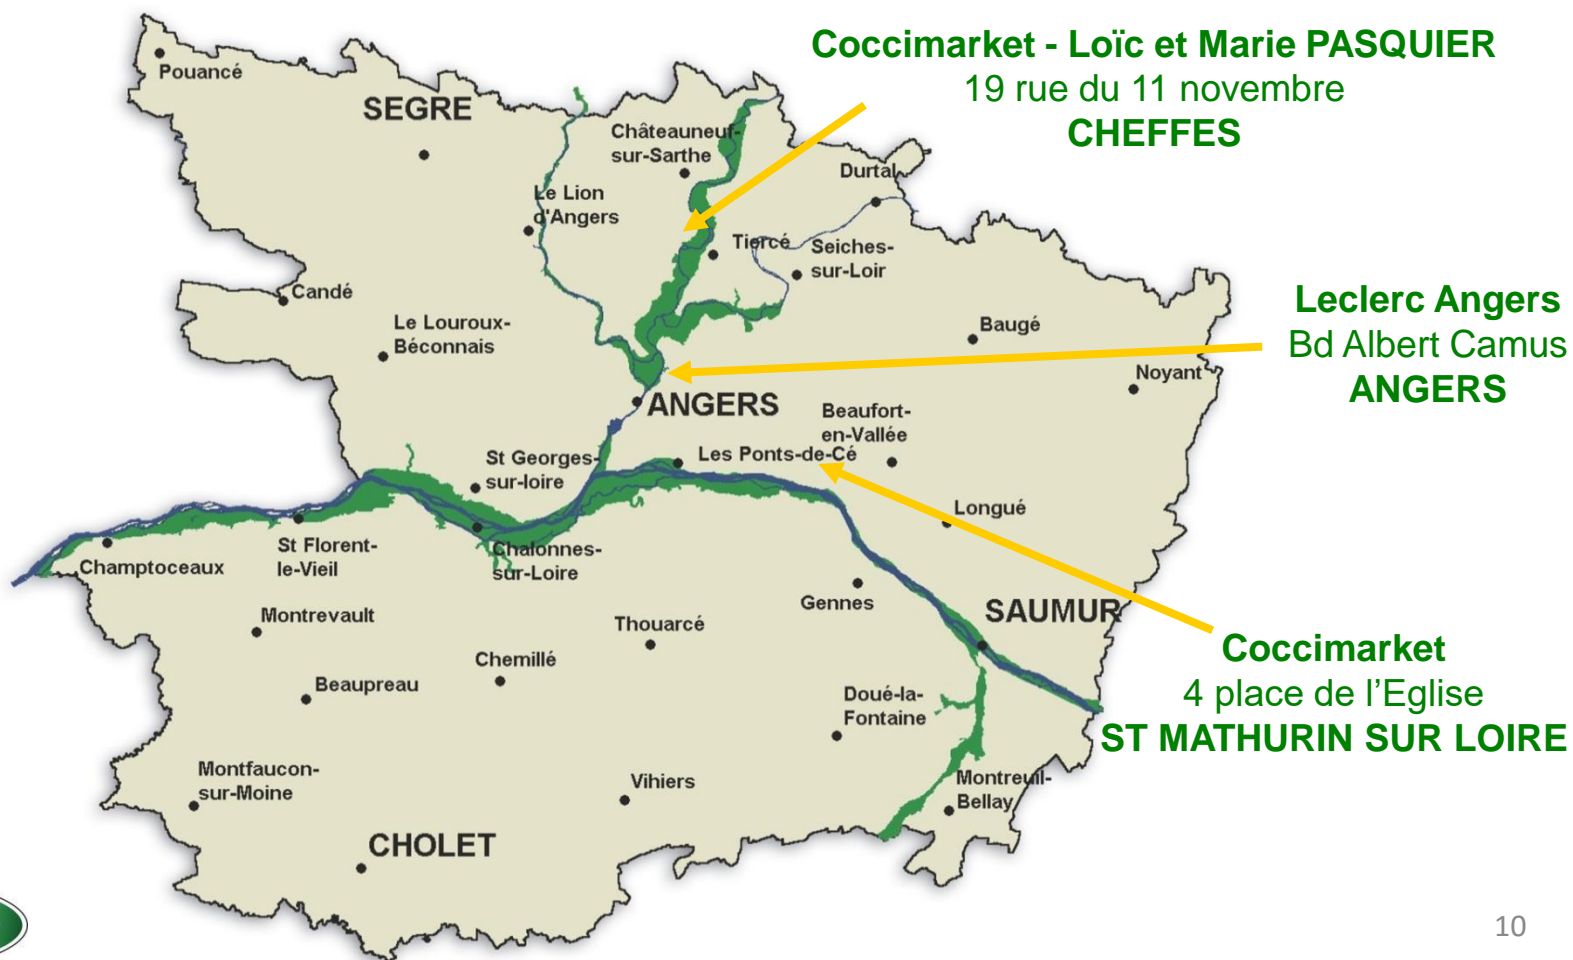 Coccimarket - Loïc et Marie PASQUIER
19 rue du 11 novembre
CHEFFES
Leclerc Angers
Bd Albert Camus
ANGERS
Coccimarket
4 place de l’Eglise
ST MATHURIN SUR LOIRE
Pouancé
SEGRE
Châteauneuf-
sur-Sarthe
Durtal
Le Lion
d'Angers
Tiercé
Seiches-
sur-Loir
Candé
Le Louroux-
Béconnais
Baugé
Noyant
ANGERS
Beaufort-
en-Vallée
Les Ponts-de-Cé
St Georges-
sur-loire
Longué
Champtoceaux
St Florent-
le-Vieil
Chalonnes-
sur-Loire
Gennes
SAUMUR
Montrevault
Thouarcé
Chemillé
Beaupreau
Doué-la-
Fontaine
Montfaucon-
sur-Moine
Vihiers
Montreuil-
Bellay
CHOLET
10